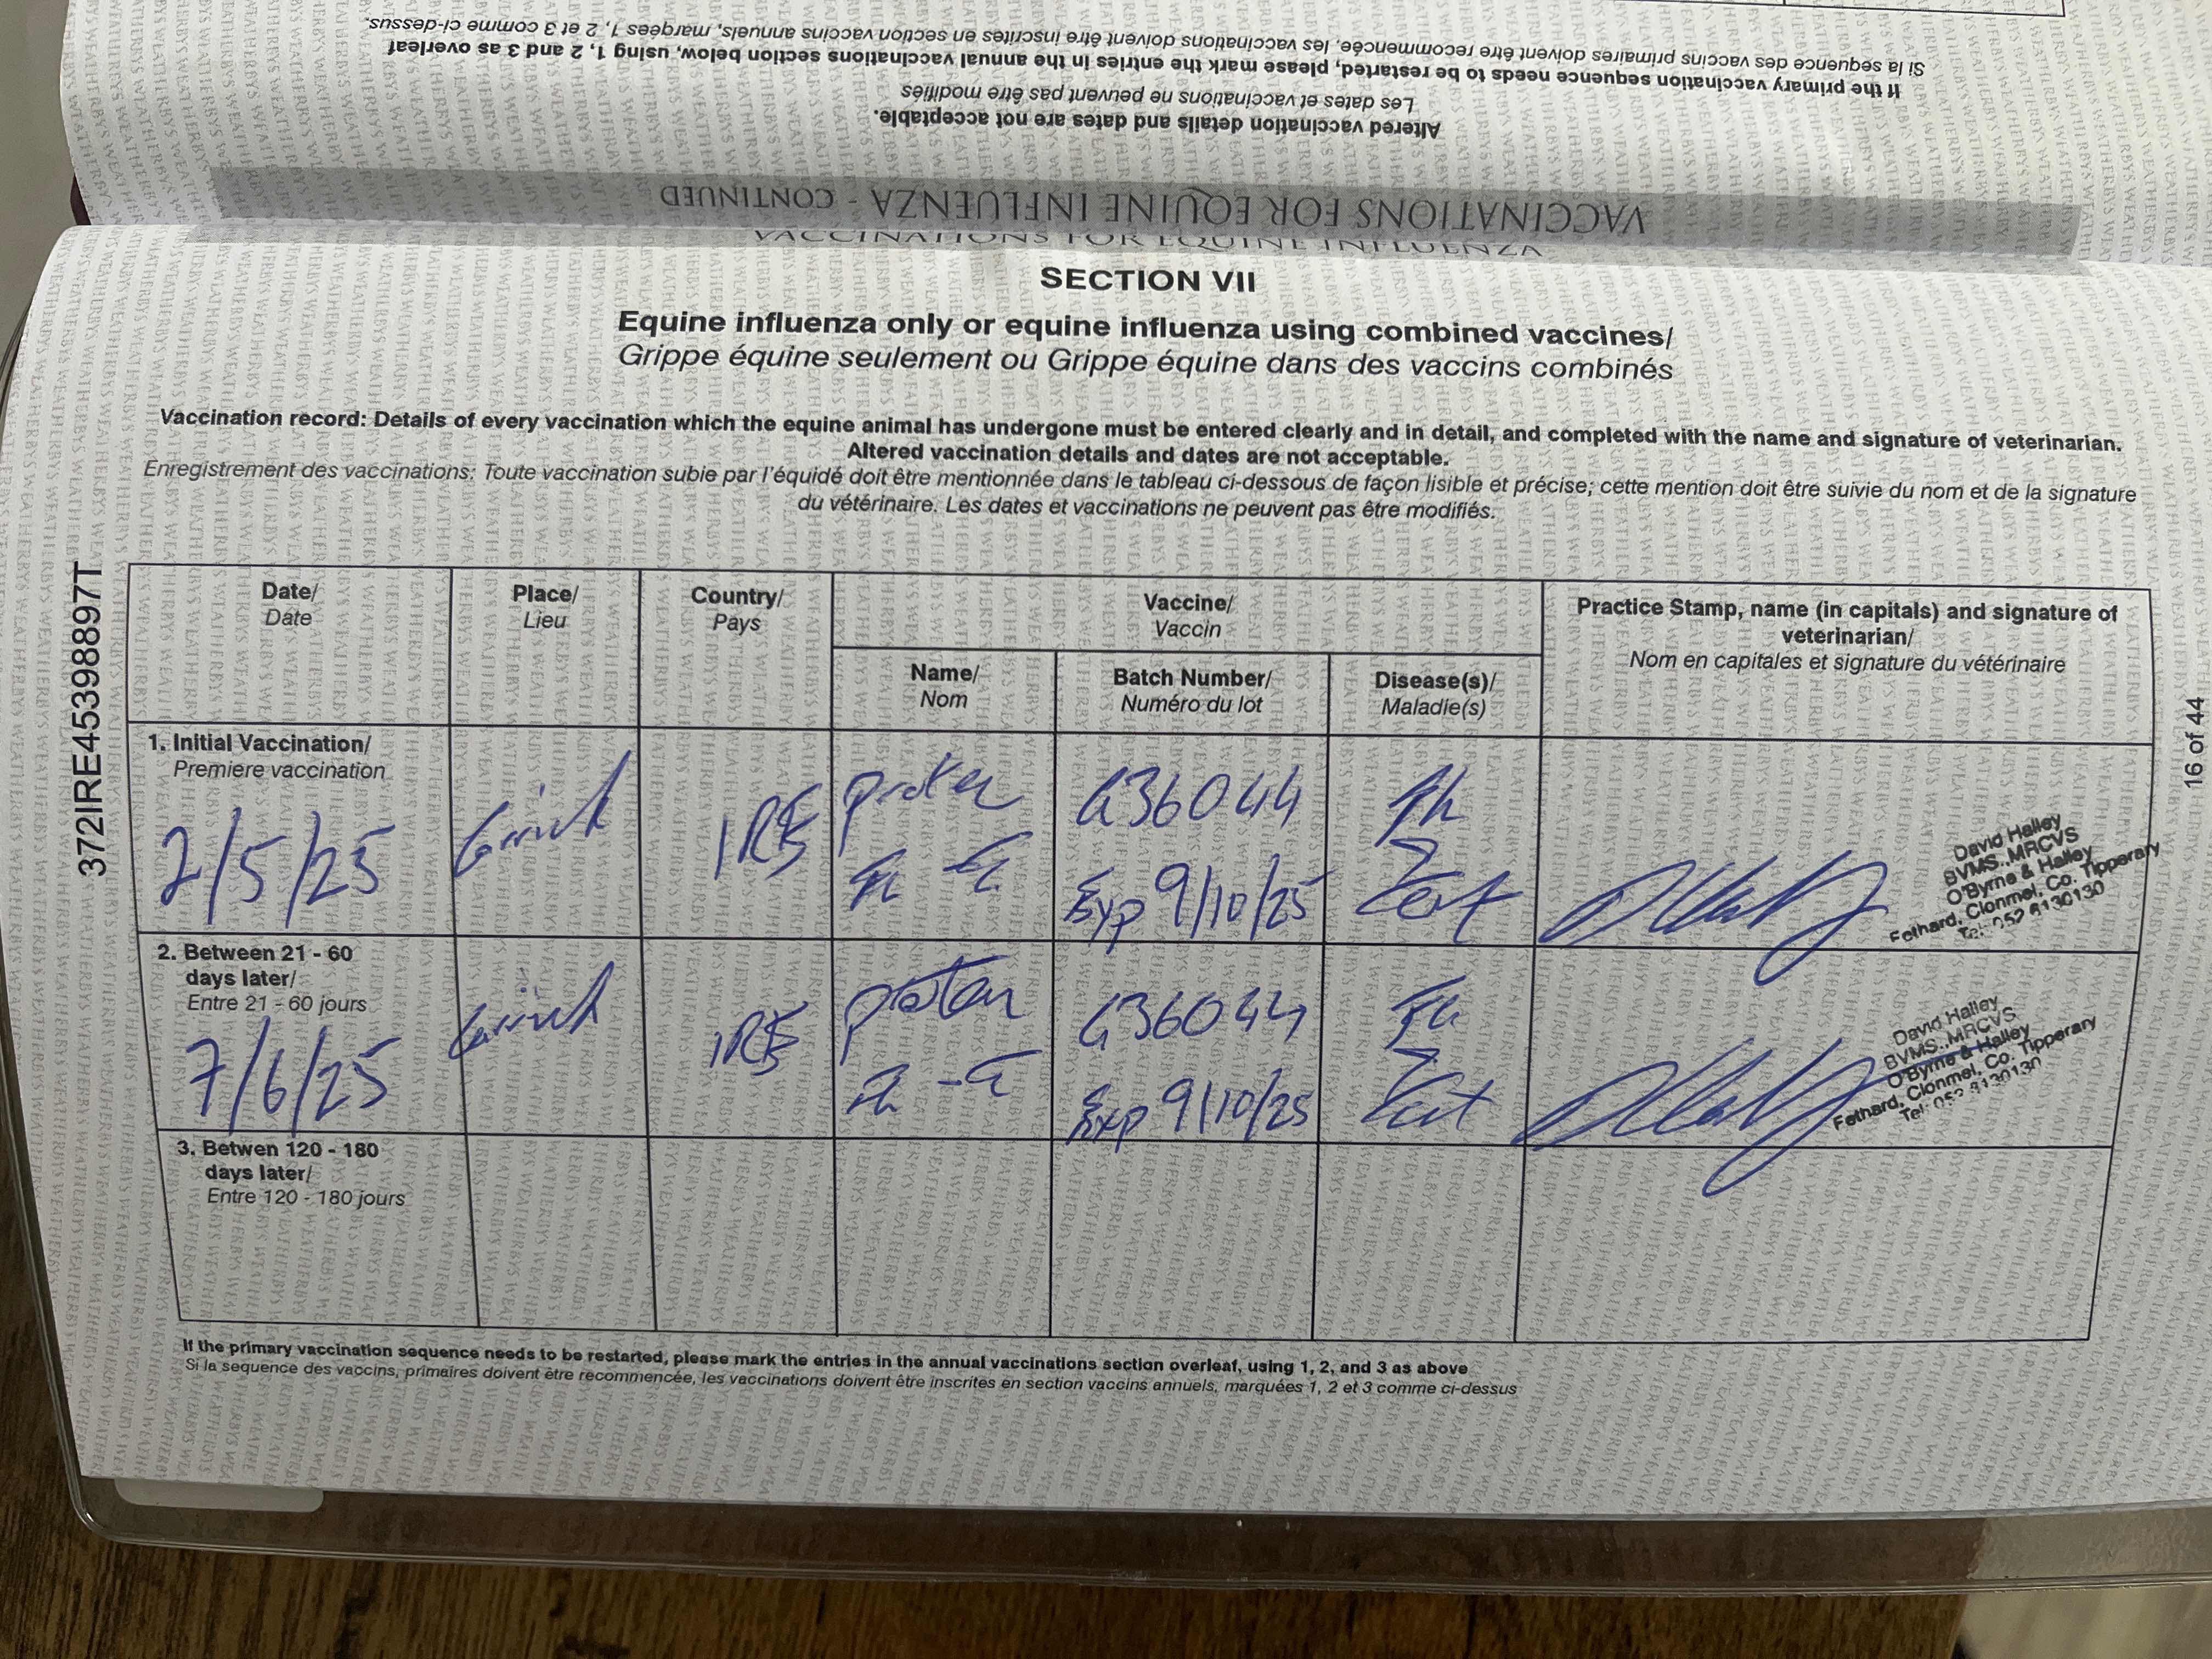 Si la sequence des vaccins primaires doivent être recommencée, les vaccinations doivent être inscrites en section vaccins annuels, marquées 1, 2 et 3 comme ci-dessus.
If the primary vaccination sequence needs to be restarted, please mark the entries in the annual vaccinations section below, using 1, 2 and 3 as overleaf
Les dates et vaccinations ne peuvent pas être modifiés
Altered vaccination details and dates are not acceptable.
VACCINATIONS FOR EQUINE INFLUENZA - CONTINUED
VACCINATIONS FOR EQUINE INFLUENZA
SECTION VII
Equine influenza only or equine influenza using combined vaccines/
Grippe équine seulement ou Grippe équine dans des vaccins combinés
Vaccination record: Details of every vaccination which the equine animal has undergone must be entered clearly and in detail, and completed with the name and signature of veterinarian.
Altered vaccination details and dates are not acceptable.
Enregistrement des vaccinations: Toute vaccination subie par l'équidé doit être mentionnée dans le tableau ci-dessous de façon lisible et précise; cette mention doit être suivie du nom et de la signature
du vétérinaire. Les dates et vaccinations ne peuvent pas être modifiés.
372IRE45398897T
16 of 44
Date/
Date
Place/
Lieu
Country/
Pays
Vaccine/
Vaccin
Name/
Nom
Batch Number/
Numéro du lot
Disease(s)/
Maladie(s)
Practice Stamp, name (in capitals) and signature of
veterinarian/
Nom en capitales et signature du vétérinaire
1. Initial Vaccination/
Premiere vaccination
2/5/25
IRE
G36044
Exp 9/10/25
David Halley
BVMS., MRCVS
O'Byrne & Halley
Fethard, Clonmel, Co. Tipperary
Tel: 052 6130130
2. Between 21 - 60
days later/
Entre 21 - 60 jours
7/6/25
IRE
G36044
Exp 9/10/25
David Halley
BVMS., MRCVS
O'Byrne & Halley
Fethard, Clonmel, Co. Tipperary
Tel: 052 6130130
3. Betwen 120 - 180
days later/
Entre 120 - 180 jours
If the primary vaccination sequence needs to be restarted, please mark the entries in the annual vaccinations section overleaf, using 1, 2, and 3 as above
Si la sequence des vaccins, primaires doivent être recommencée, les vaccinations doivent être inscrites en section vaccins annuels, marquées 1, 2 et 3 comme ci-dessus